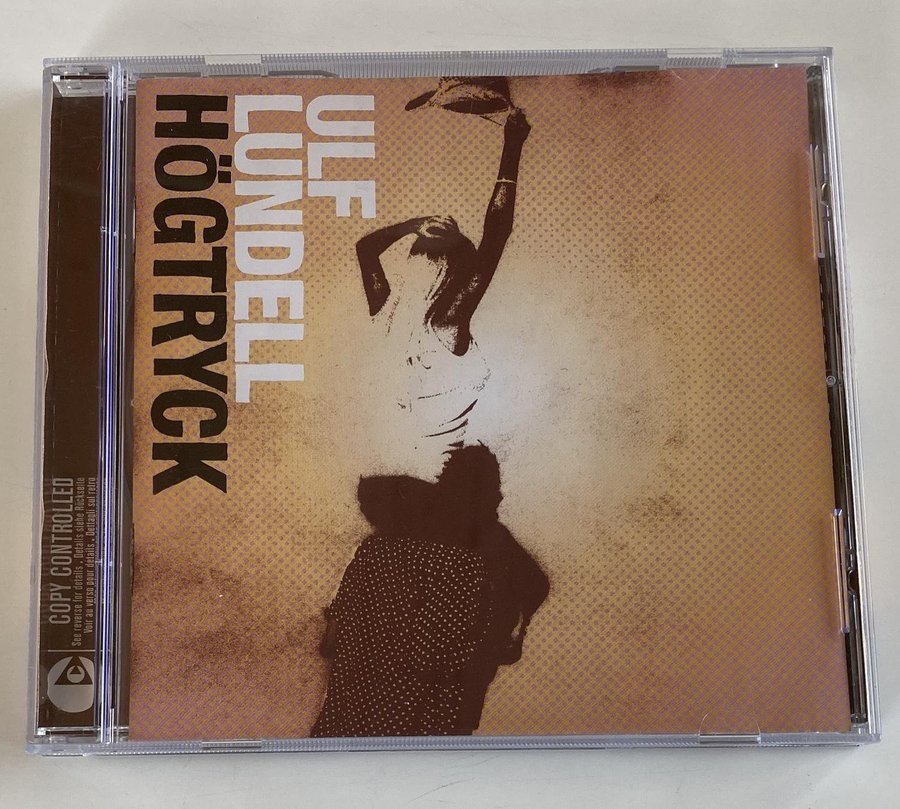 ULF
LUNDELL
HÖGTRYCK
COPY CONTROLLED
See reverse for details . Details siehe Rückseite
Voir au verso pour détails . Dettagli sul retro